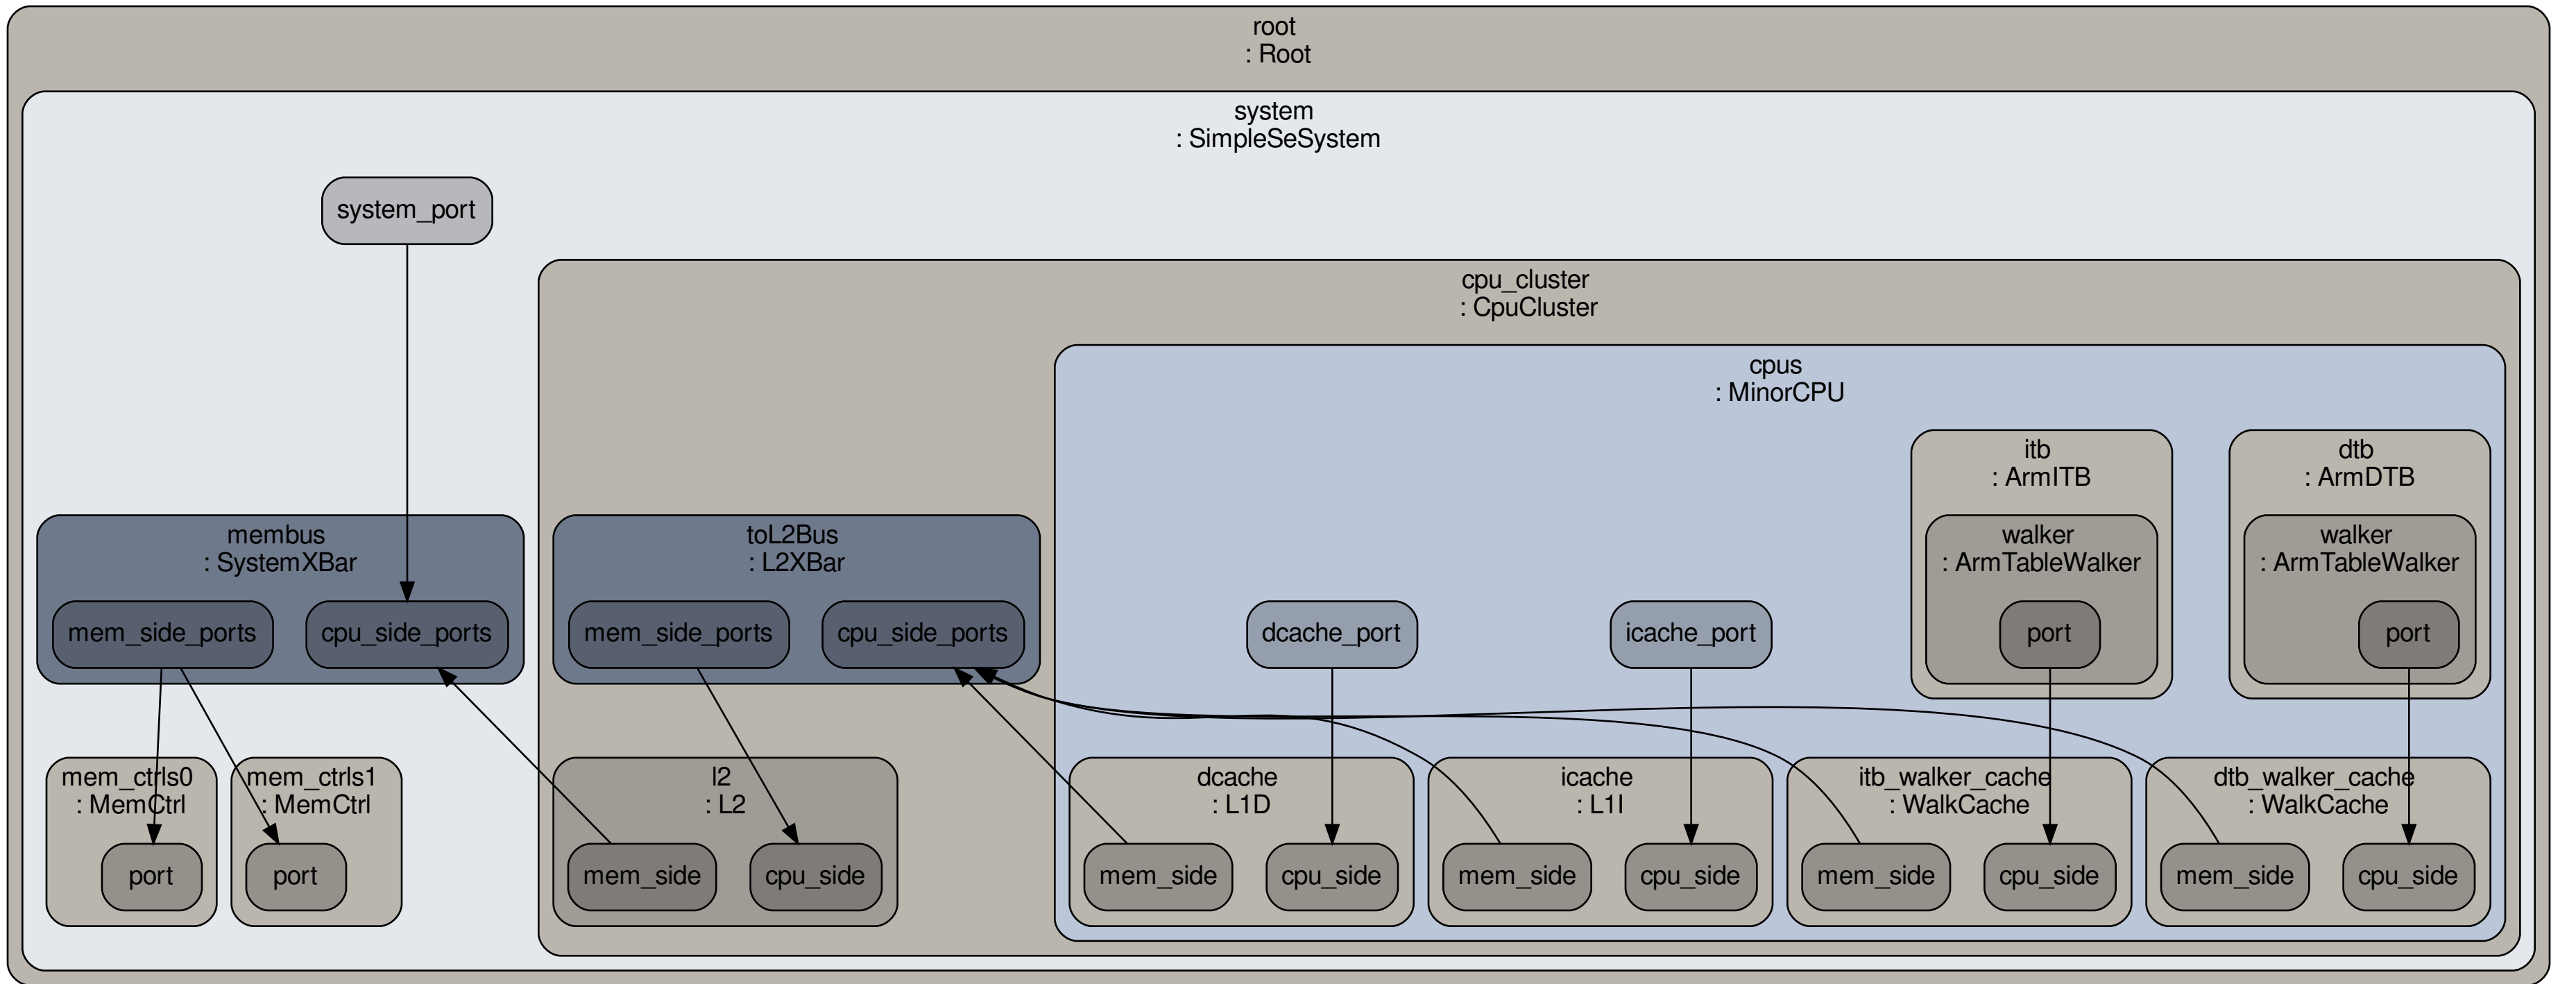 root
: Root
system
: SimpleSeSystem
system_port
cpu_cluster
: CpuCluster
cpus
: MinorCPU
itb
: ArmITB
dtb
: ArmDTB
membus
: SystemXBar
toL2Bus
: L2XBar
walker
: ArmTableWalker
walker
: ArmTableWalker
mem_side_ports
cpu_side_ports
mem_side_ports
cpu_side_ports
dcache_port
icache_port
port
port
mem_ctrls0
: MemCtrl
mem_ctrls1
: MemCtrl
l2
: L2
dcache
: L1D
icache
: L1I
itb_walker_cache
: WalkCache
dtb_walker_cache
: WalkCache
port
port
mem_side
cpu_side
mem_side
cpu_side
mem_side
cpu_side
mem_side
cpu_side
mem_side
cpu_side